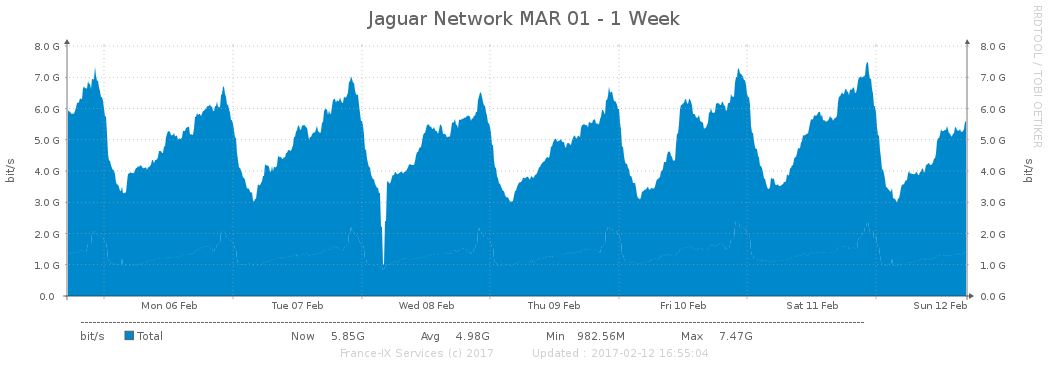 Jaguar Network MAR 01 - 1 Week
RRDTOOL / TOBI OETIKER
bit/s
bit/s
8.0 G 8.0 G
7.0 G 7.0 G
6.0 G 6.0 G
5.0 G 5.0 G
4.0 G 4.0 G
3.0 G 3.0 G
2.0 G 2.0 G
1.0 G 1.0 G
0.0 0.0 G
Mon 06 Feb Tue 07 Feb Wed 08 Feb Thu 09 Feb Fri 10 Feb Sat 11 Feb Sun 12 Feb
bit/s Total Now 5.85G Avg 4.98G Min 982.56M Max 7.47G
France-IX Services (c) 2017 Updated : 2017-02-12 16:55:04